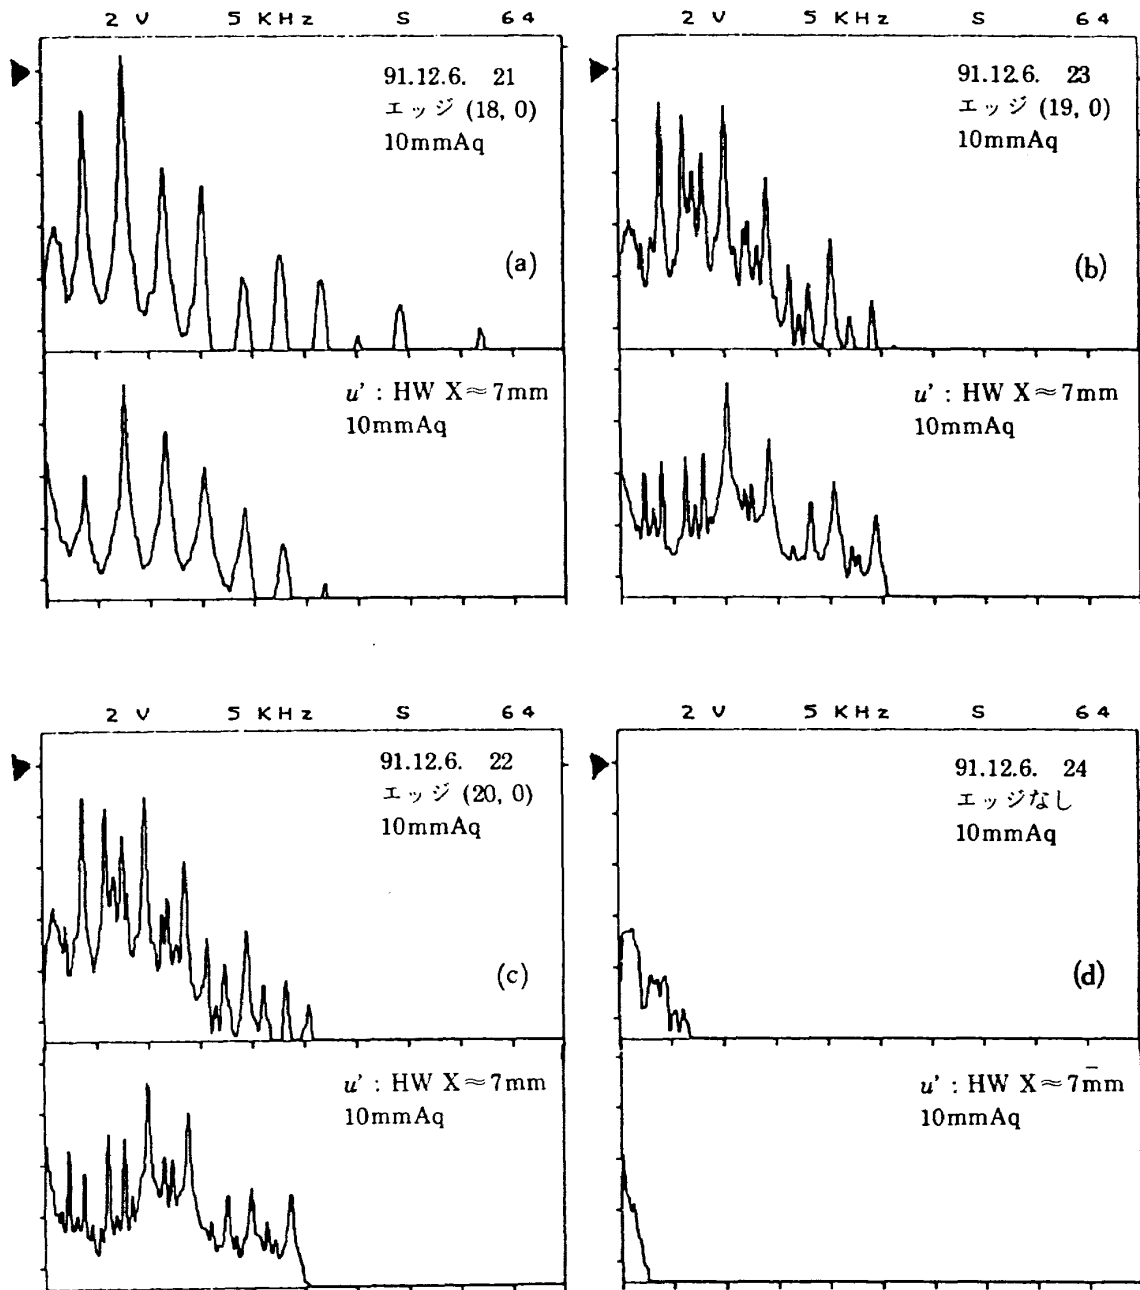 2 V 5 KHz S 64
91.12.6. 21
エッジ (18, 0)
10mmAq
(a)
u' : HW X≈7mm
10mmAq
2 V 5 KHz S 64
91.12.6. 23
エッジ (19, 0)
10mmAq
(b)
u' : HW X≈7mm
10mmAq
2 V 5 KHz S 64
91.12.6. 22
エッジ (20, 0)
10mmAq
(c)
u' : HW X≈7mm
10mmAq
2 V 5 KHz S 64
91.12.6. 24
エッジなし
10mmAq
(d)
u' : HW X≈7mm
10mmAq